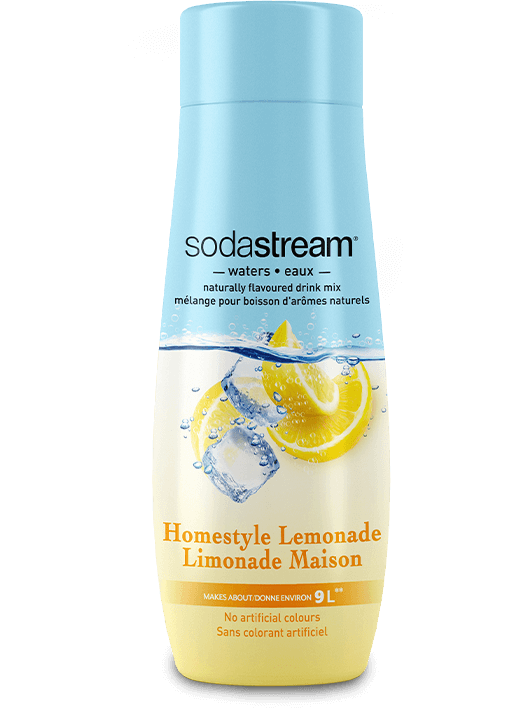 sodastream®
— waters • eaux —
naturally flavoured drink mix
mélange pour boisson d'arômes naturels
Homestyle Lemonade
Limonade Maison
MAKES ABOUT/DONNE ENVIRON 9 L**
No artificial colours
Sans colorant artificiel